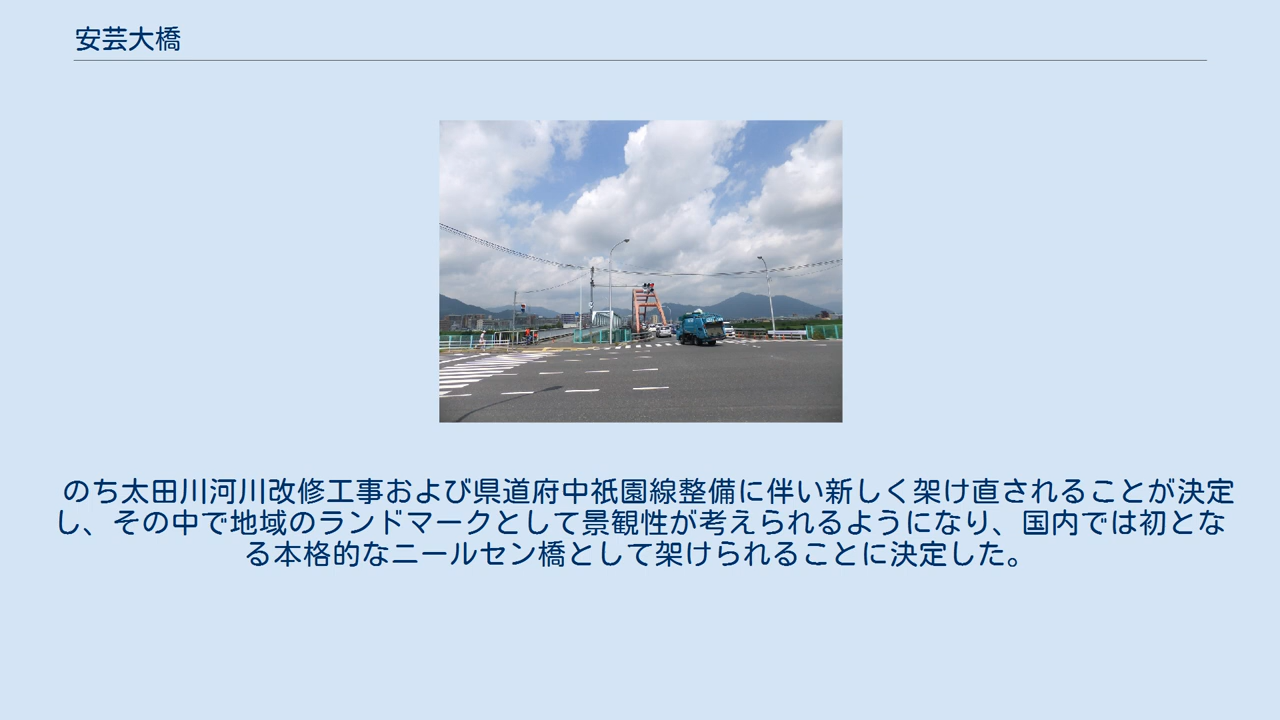 安芸大橋
のち太田川河川改修工事および県道府中祇園線整備に伴い新しく架け直されることが決定
し、その中で地域のランドマークとして景観性が考えられるようになり、国内では初とな
る本格的なニールセン橋として架けられることに決定した。